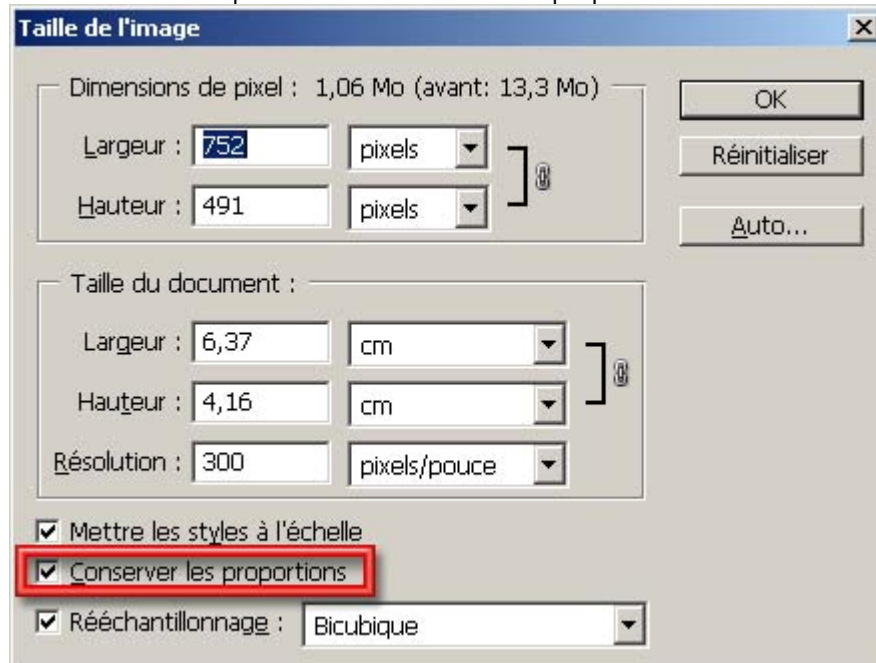 Taille de l'image
Dimensions de pixel : 1,06 Mo (avant: 13,3 Mo)
Largeur : 752 pixels
Hauteur : 491 pixels
OK
Réinitialiser
Auto...
Taille du document :
Largeur : 6,37 cm
Hauteur : 4,16 cm
Résolution : 300 pixels/pouce
Mettre les styles à l'échelle
Conserver les proportions
Rééchantillonnage : Bicubique